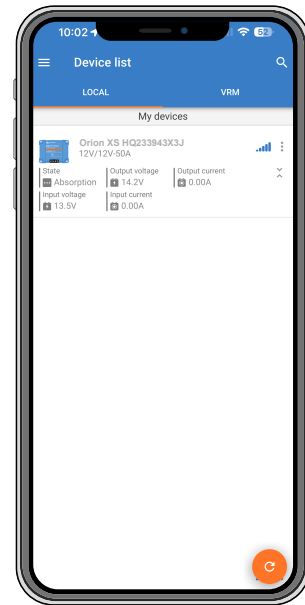 10:02
52
Device list
LOCAL
VRM
My devices
Orion XS HQ233943X3J
12V/12V-50A
State
Output voltage
Output current
Absorption
14.2V
0.00A
Input voltage
Input current
13.5V
0.00A